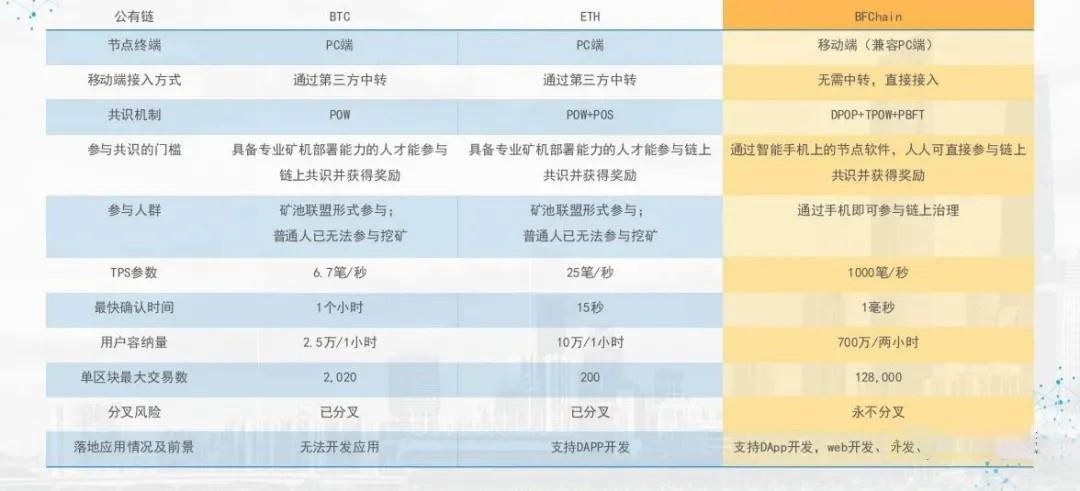 公有链 BTC ETH BFChain
节点终端 PC端 PC端 移动端（兼容PC端）
移动端接入方式 通过第三方中转 通过第三方中转 无需中转，直接接入
共识机制 POW POW+POS DPOP+TPOW+PBFT
参与共识的门槛 具备专业矿机部署能力的人才能参与 具备专业矿机部署能力的人才能参与链上 通过智能手机上的节点软件，人人可直接参与链上
链上共识并获得奖励 共识并获得奖励 共识并获得奖励
参与人群 矿池联盟形式参与； 矿池联盟形式参与； 通过手机即可参与链上治理
普通人已无法参与挖矿 普通人已无法参与挖矿
TPS参数 6.7笔/秒 25笔/秒 1000笔/秒
最快确认时间 1个小时 15秒 1毫秒
用户容纳量 2.5万/1小时 10万/1小时 700万/两小时
单区块最大交易数 2,020 200 128,000
分叉风险 已分叉 已分叉 永不分叉
落地应用情况及前景 无法开发应用 支持DAPP开发 支持DApp开发，web开发、